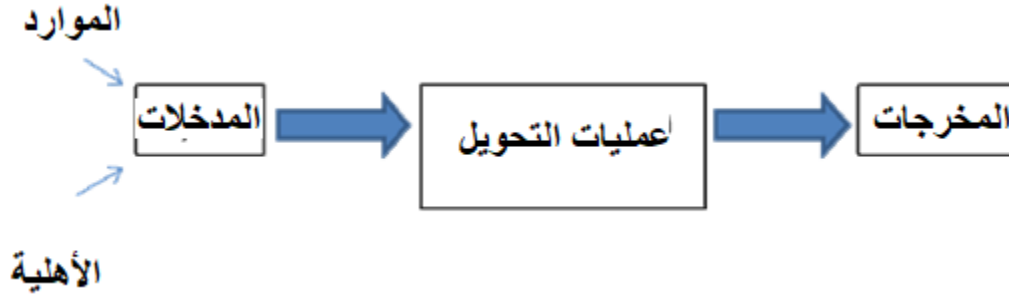 الموارد
المدخلات
عمليات التحويل
المخرجات
الأهلية